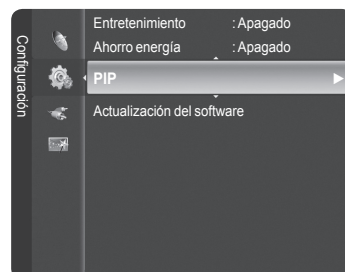 Configuración
Entretenimiento : Apagado
Ahorro energía : Apagado
PIP
Actualización del software